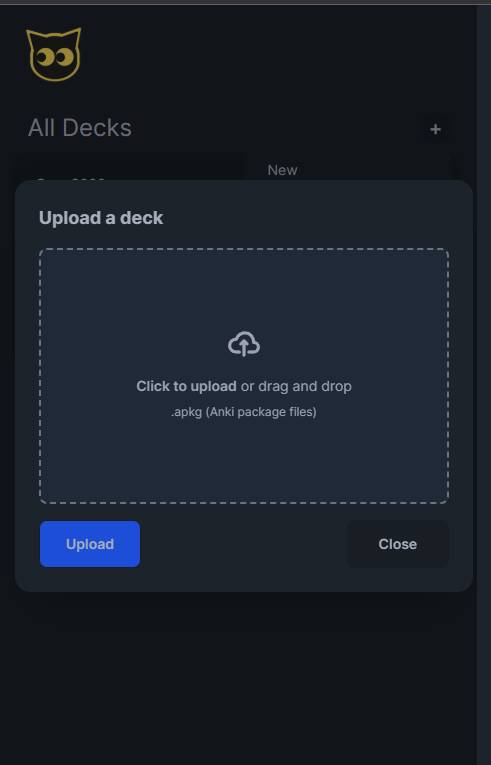 All Decks
+
New
Upload a deck
Click to upload or drag and drop
.apkg (Anki package files)
Upload
Close